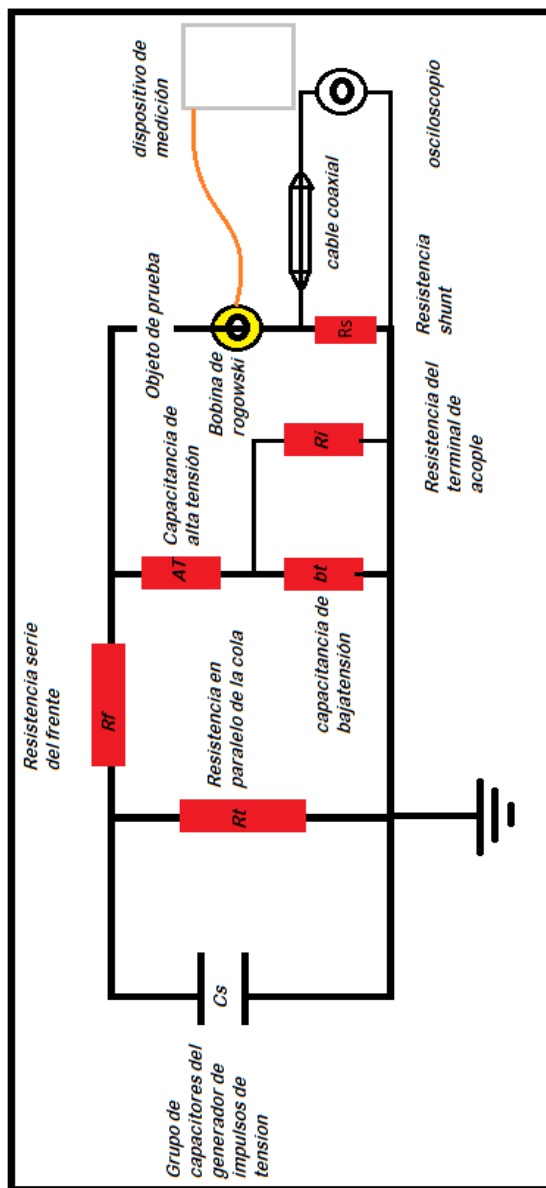 Grupo de
capacitores del
generador de
impulsos de
tension
Cs
Resistencia serie
del frente
Rf
Resistencia en
paralelo de la cola
Rt
Capacitancia de
alta tensión
AT
capacitancia de
bajatensión
bt
Ri
Resistencia del
terminal de
acople
Objeto de prueba
Bobina de
rogowski
Rs
Resistencia
shunt
cable coaxial
dispositivo de
medición
osciloscopio